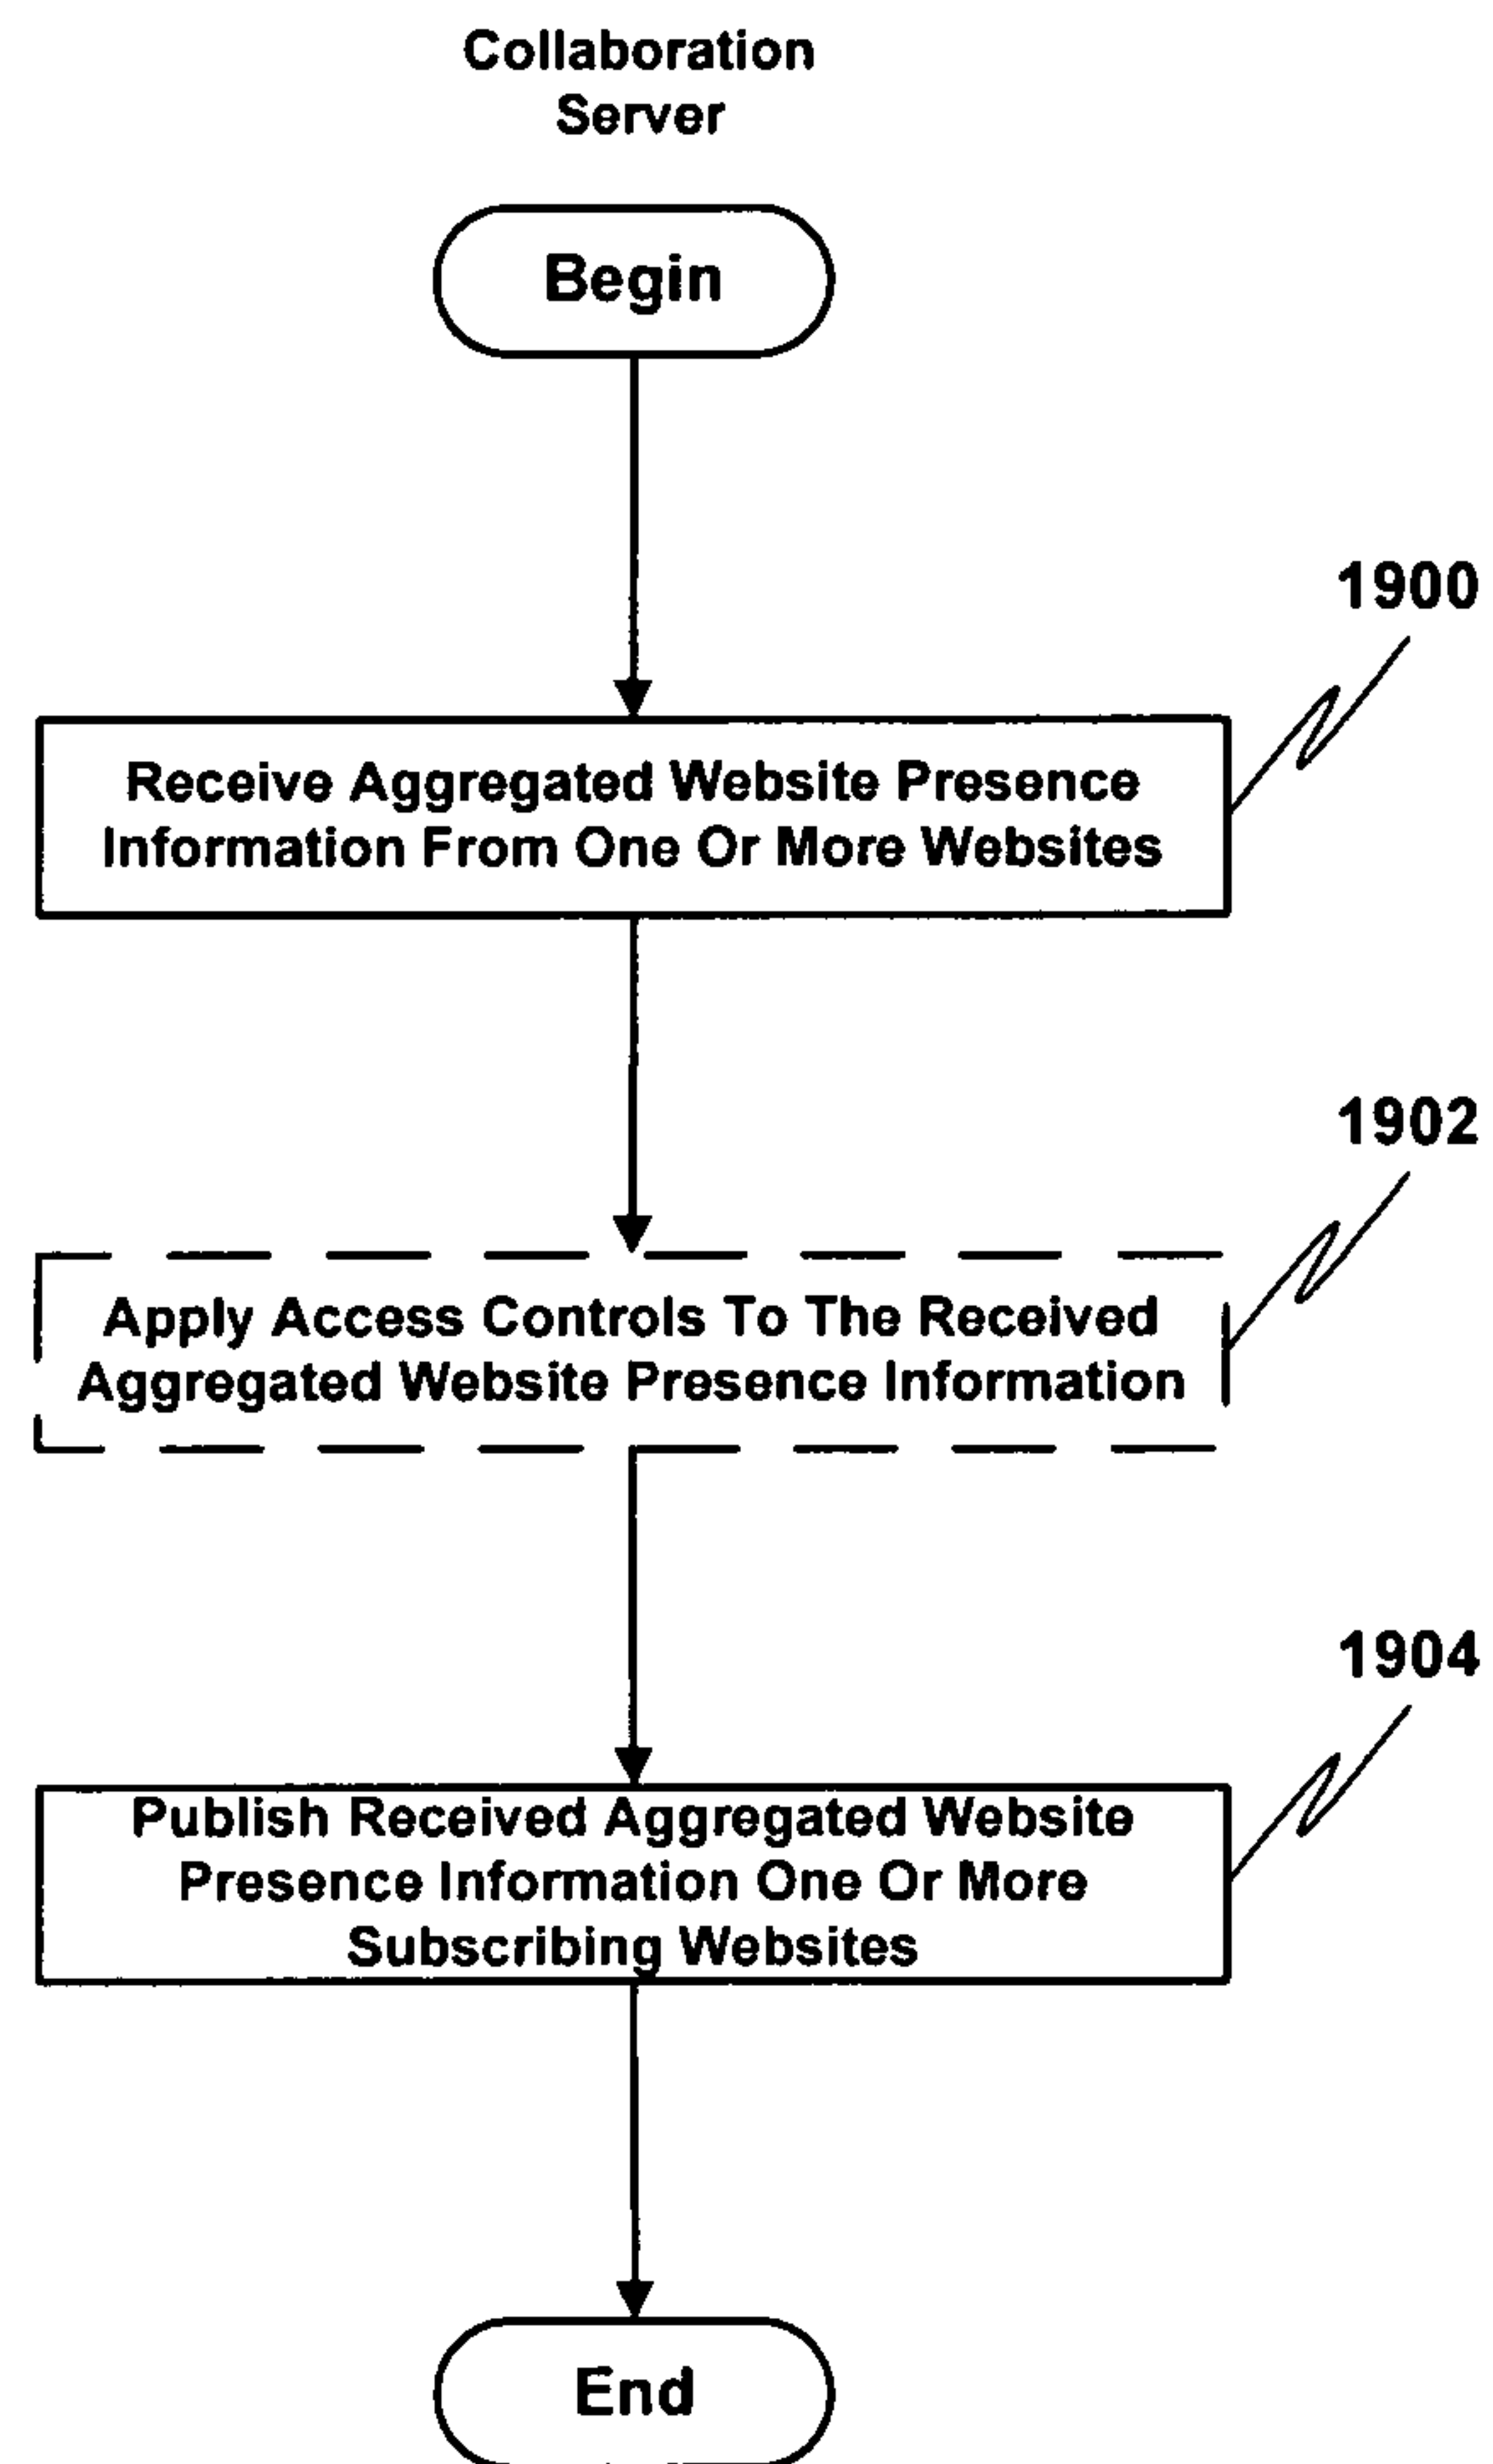 Collaboration
Server
Begin
1900
Receive Aggregated Website Presence
Information From One Or More Websites
1902
Apply Access Controls To The Received
Aggregated Website Presence Information
1904
Publish Received Aggregated Website
Presence Information One Or More
Subscribing Websites
End